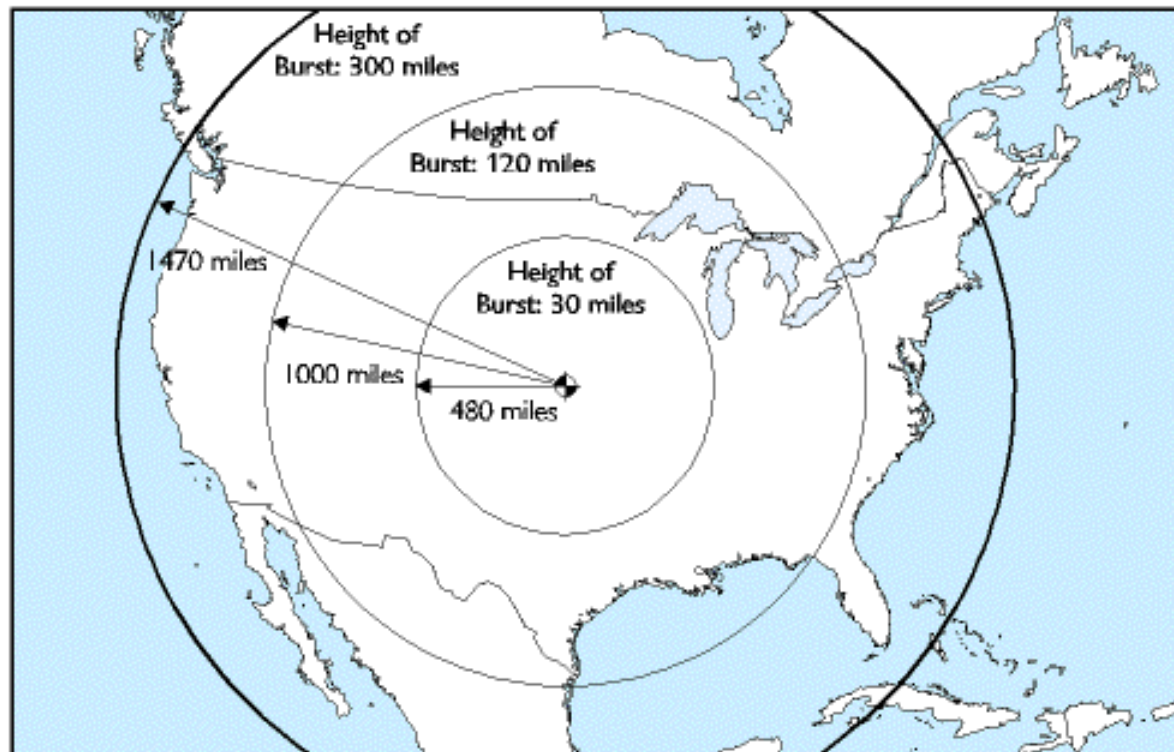 Height of
Burst: 300 miles
Height of
Burst: 120 miles
1470 miles
Height of
Burst: 30 miles
1000 miles
480 miles